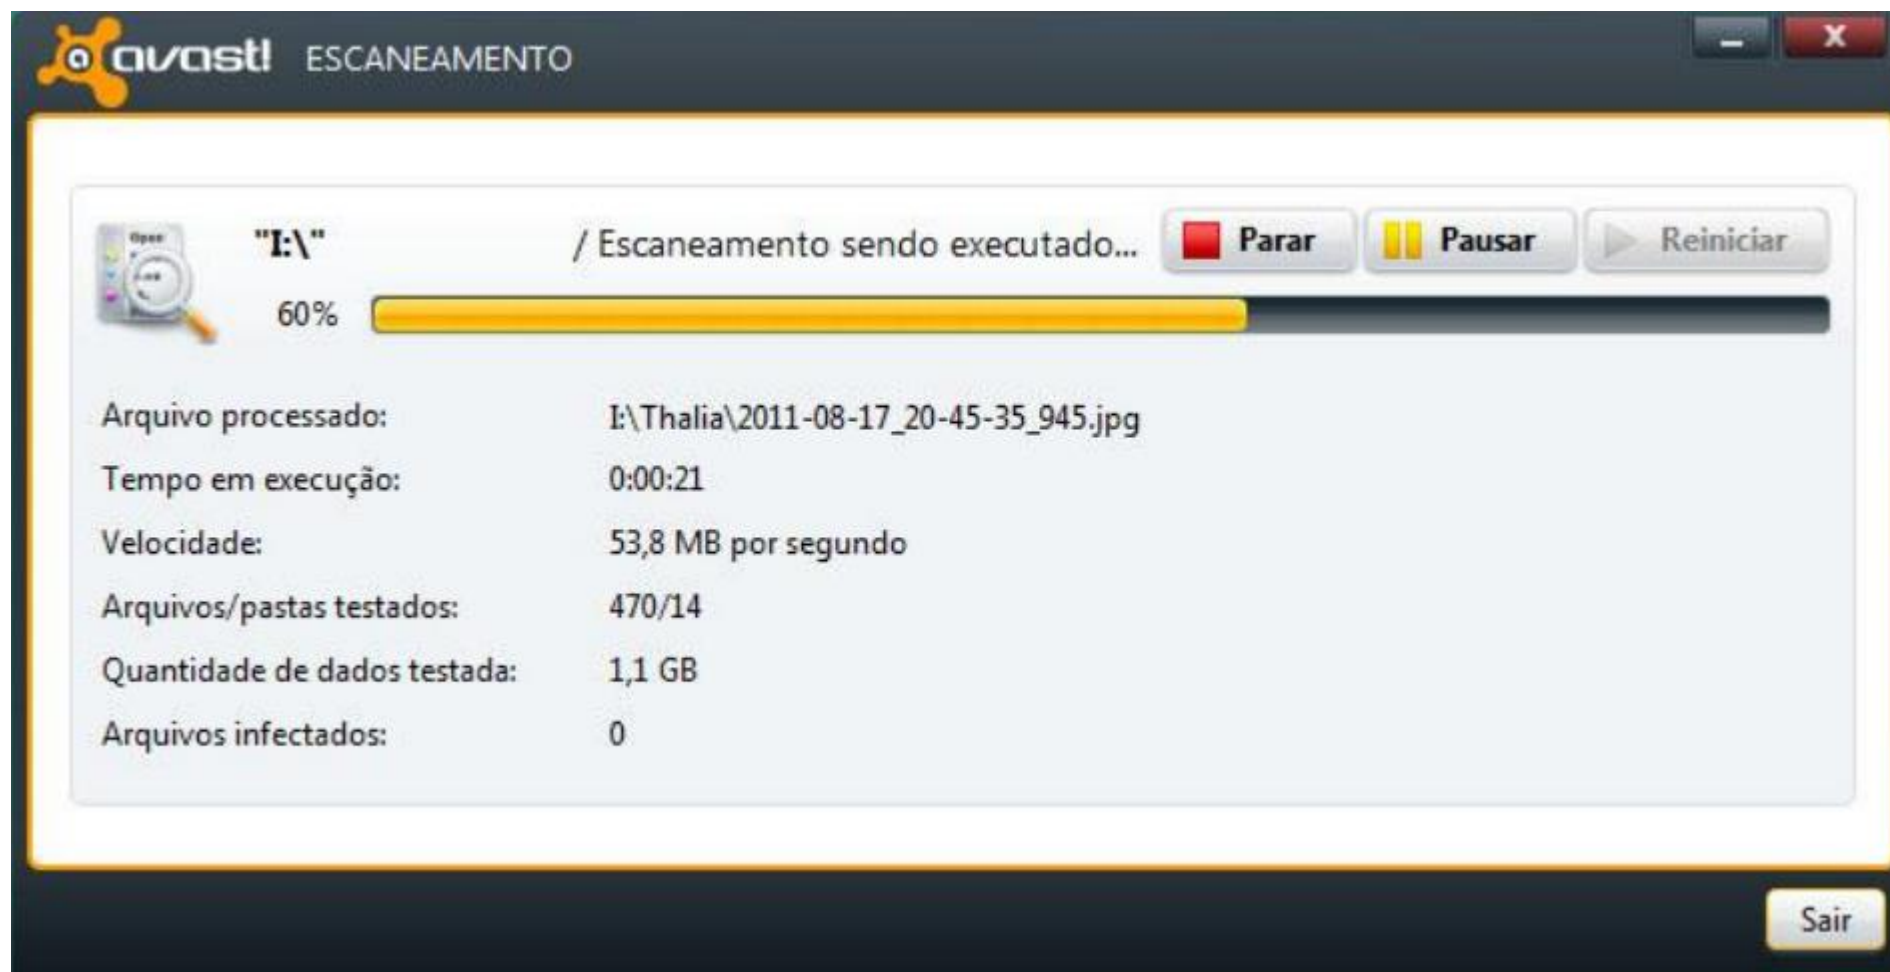 avast! ESCANEAMENTO
"I:\" / Escaneamento sendo executado... Parar Pausar Reiniciar
60%
Arquivo processado: I:\Thalia\2011-08-17_20-45-35_945.jpg
Tempo em execução: 0:00:21
Velocidade: 53,8 MB por segundo
Arquivos/pastas testados: 470/14
Quantidade de dados testada: 1,1 GB
Arquivos infectados: 0
Sair